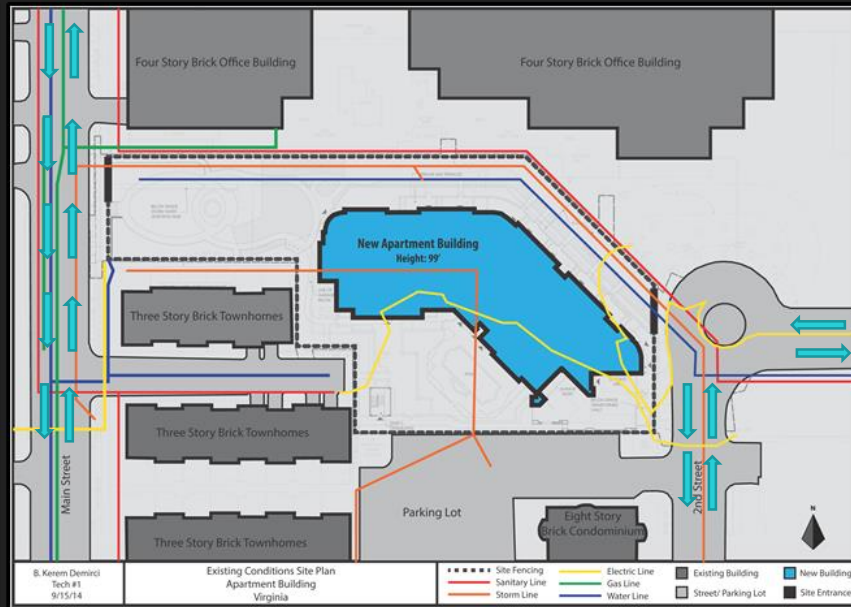 Four Story Brick Office Building
Four Story Brick Office Building
New Apartment Building
Height: 99'
Three Story Brick Townhomes
Three Story Brick Townhomes
Three Story Brick Townhomes
Main Street
Parking Lot
Eight Story
Brick Condominium
2nd Street
N
B. Kerem Demirci
Tech #1
9/15/14
Existing Conditions Site Plan
Apartment Building
Virginia
Site Fencing
Sanitary Line
Storm Line
Electric Line
Gas Line
Water Line
Existing Building
Street/ Parking Lot
New Building
Site Entrance